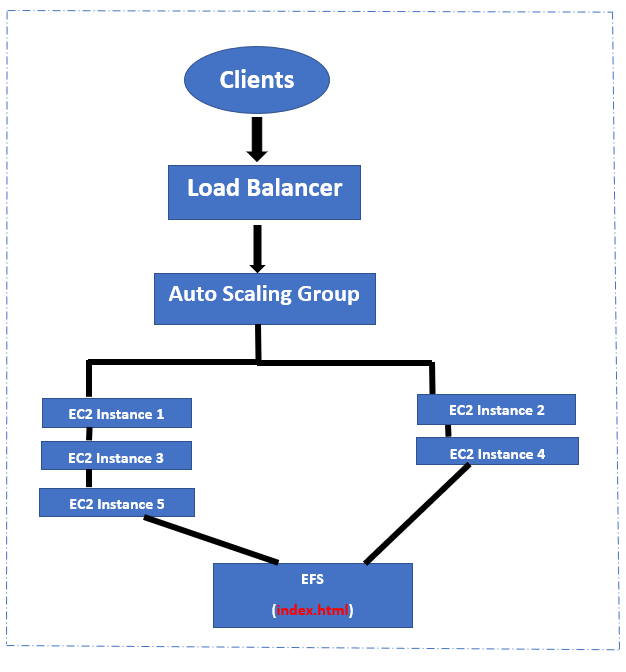 Clients
Load Balancer
Auto Scaling Group
EC2 Instance 1
EC2 Instance 2
EC2 Instance 3
EC2 Instance 4
EC2 Instance 5
EFS
(index.html)